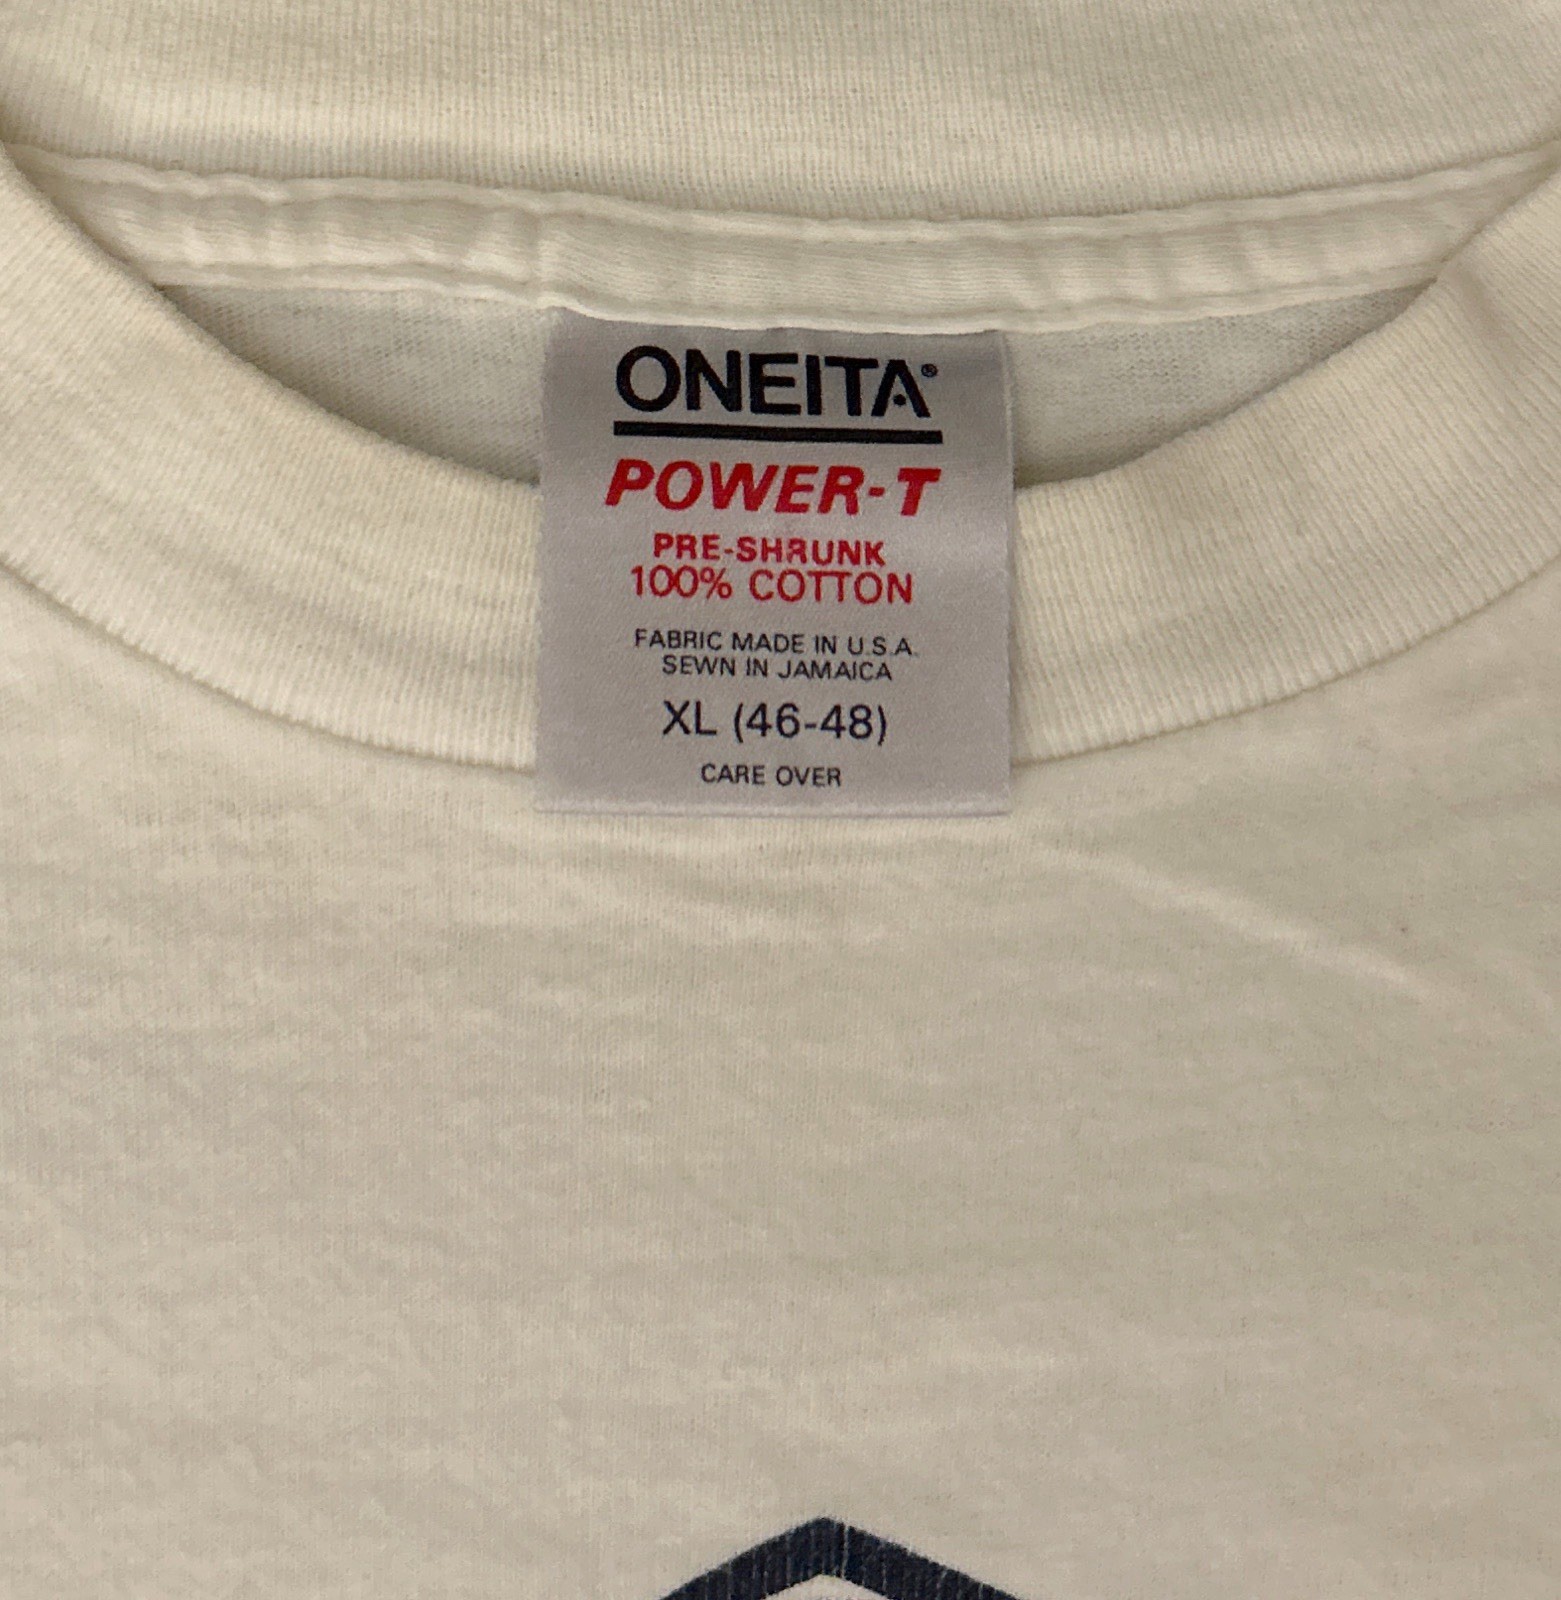 ONEITA®
POWER-T
PRE-SHRUNK
100% COTTON
FABRIC MADE IN U.S.A.
SEWN IN JAMAICA
XL (46-48)
CARE OVER